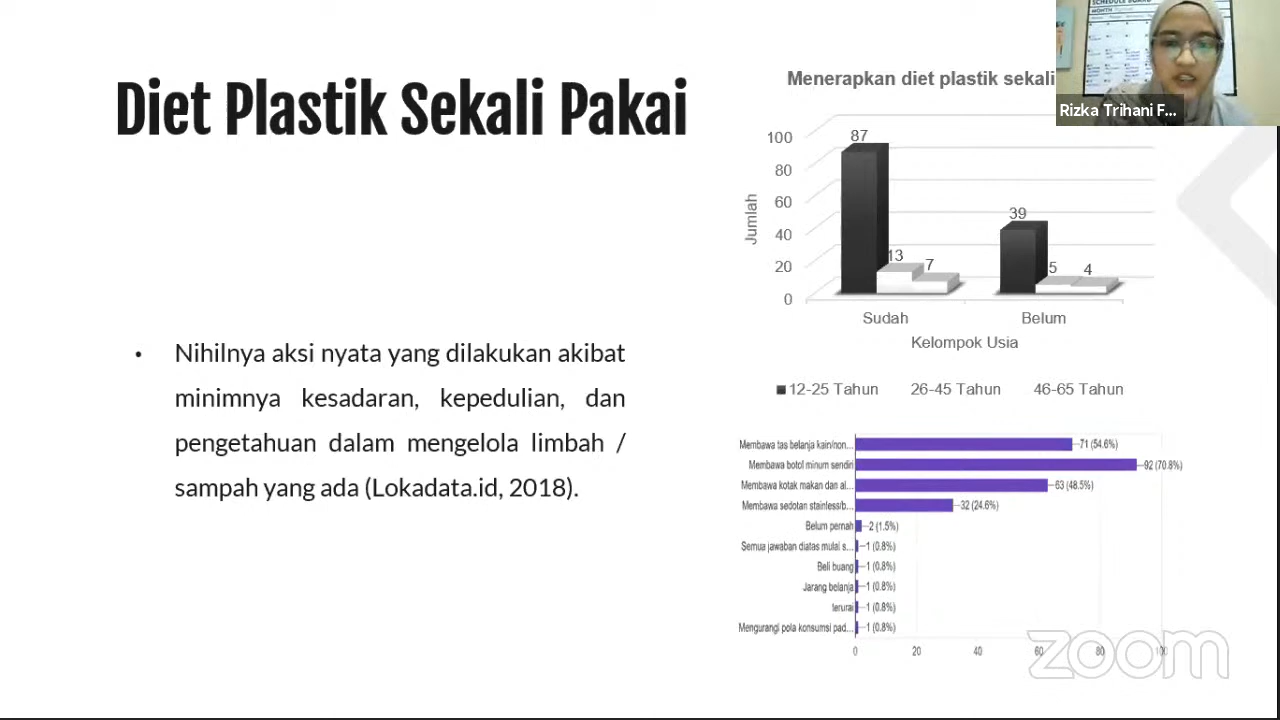 SCHEDULE BOARD
MONTH
Rizka Trihani F...
Diet Plastik Sekali Pakai
• Nihilnya aksi nyata yang dilakukan akibat
minimnya kesadaran, kepedulian, dan
pengetahuan dalam mengelola limbah /
sampah yang ada (Lokadata.id, 2018).
Menerapkan diet plastik sekali
Jumlah
100
80
60
40
20
0
87
13
7
39
5
4
Sudah
Belum
Kelompok Usia
12-25 Tahun 26-45 Tahun 46-65 Tahun
Membawa tas belanja kain/non... 71 (54.6%)
Membawa botol minum sendiri 92 (70.8%)
Membawa kotak makan dan al... 63 (48.5%)
Membawa sedotan stainless/b... 32 (24.6%)
Belum pernah 2 (1.5%)
Semua jawaban diatas mulai s... 1 (0.8%)
Beli buang 1 (0.8%)
Jarang belanja 1 (0.8%)
terurai 1 (0.8%)
Mengurangi pola konsumsi pad... 1 (0.8%)
0 20 40 60 80 100
zoom